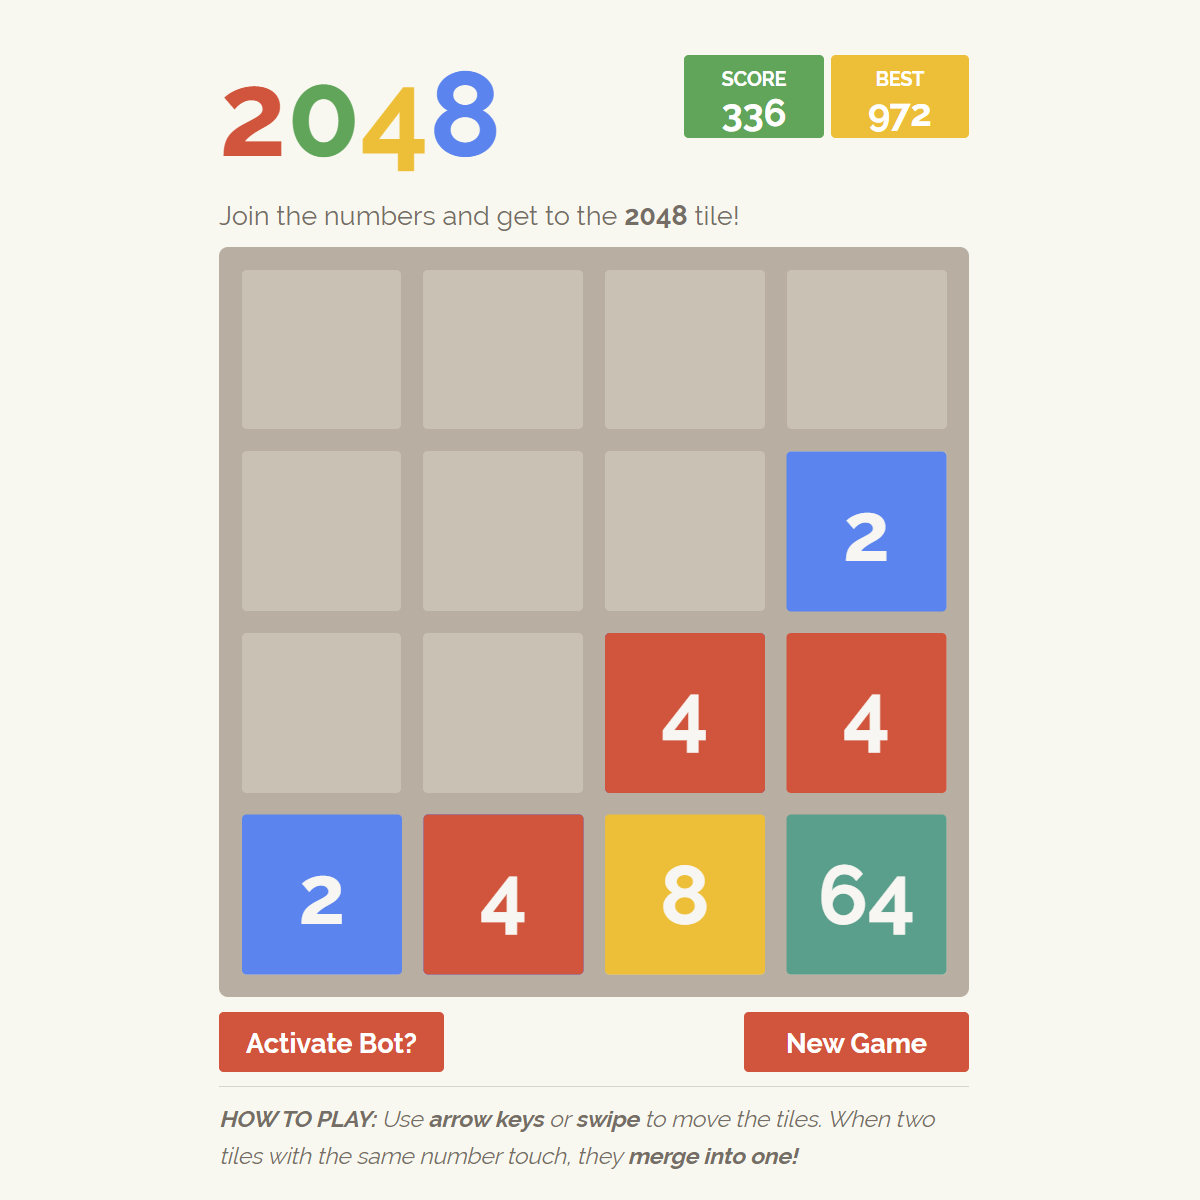 2048
SCORE
336
BEST
972
Join the numbers and get to the 2048 tile!
2
4 4
2 4 8 64
Activate Bot?
New Game
HOW TO PLAY: Use arrow keys or swipe to move the tiles. When two
tiles with the same number touch, they merge into one!